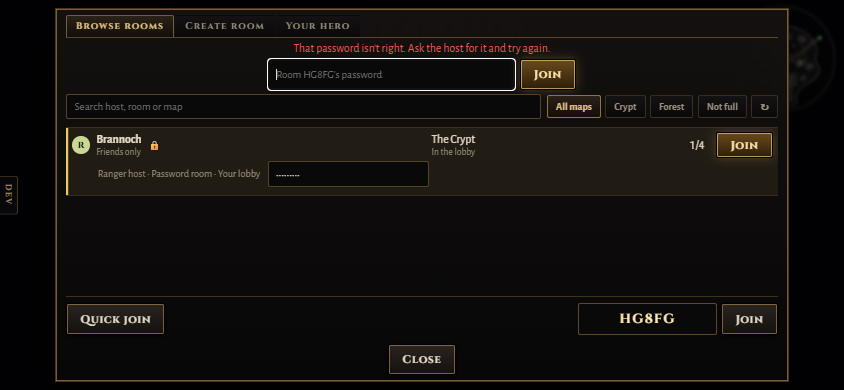 BROWSE ROOMS CREATE ROOM YOUR HERO
That password isn't right. Ask the host for it and try again.
Room HG8FG's password JOIN
Search host, room or map All maps Crypt Forest Not full ↻
R Brannoch The Crypt 1/4 JOIN
Friends only In the lobby
Ranger host · Password room · Your lobby ·········
DEV
QUICK JOIN HG8FG JOIN
CLOSE